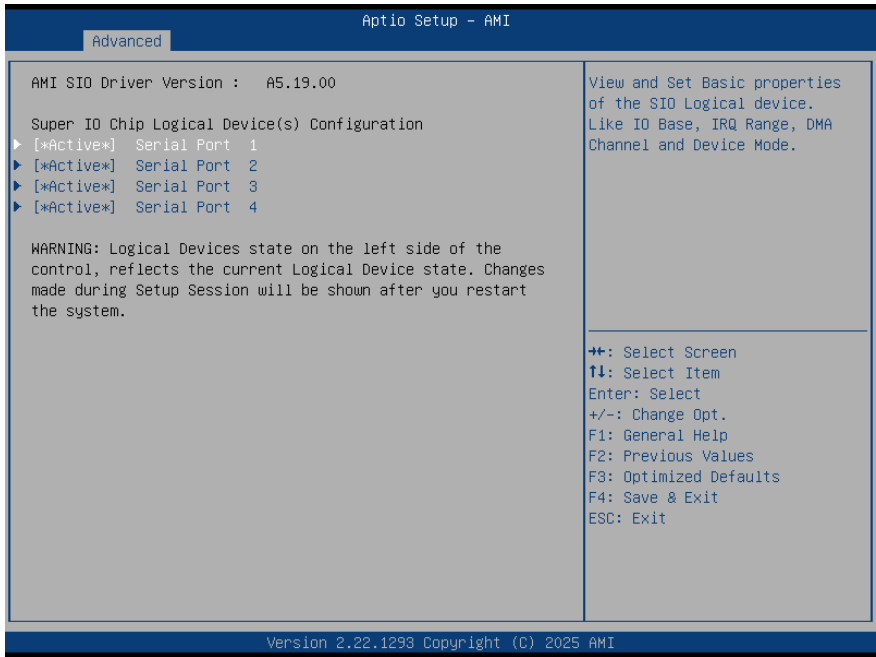 Aptio Setup – AMI
Advanced
AMI SIO Driver Version :   A5.19.00
Super IO Chip Logical Device(s) Configuration
[*Active*]  Serial Port  1
[*Active*]  Serial Port  2
[*Active*]  Serial Port  3
[*Active*]  Serial Port  4
WARNING: Logical Devices state on the left side of the
control, reflects the current Logical Device state. Changes
made during Setup Session will be shown after you restart
the system.
View and Set Basic properties
of the SIO Logical device.
Like IO Base, IRQ Range, DMA
Channel and Device Mode.
→←: Select Screen
↑↓: Select Item
Enter: Select
+/-: Change Opt.
F1: General Help
F2: Previous Values
F3: Optimized Defaults
F4: Save & Exit
ESC: Exit
Version 2.22.1293 Copyright (C) 2025 AMI